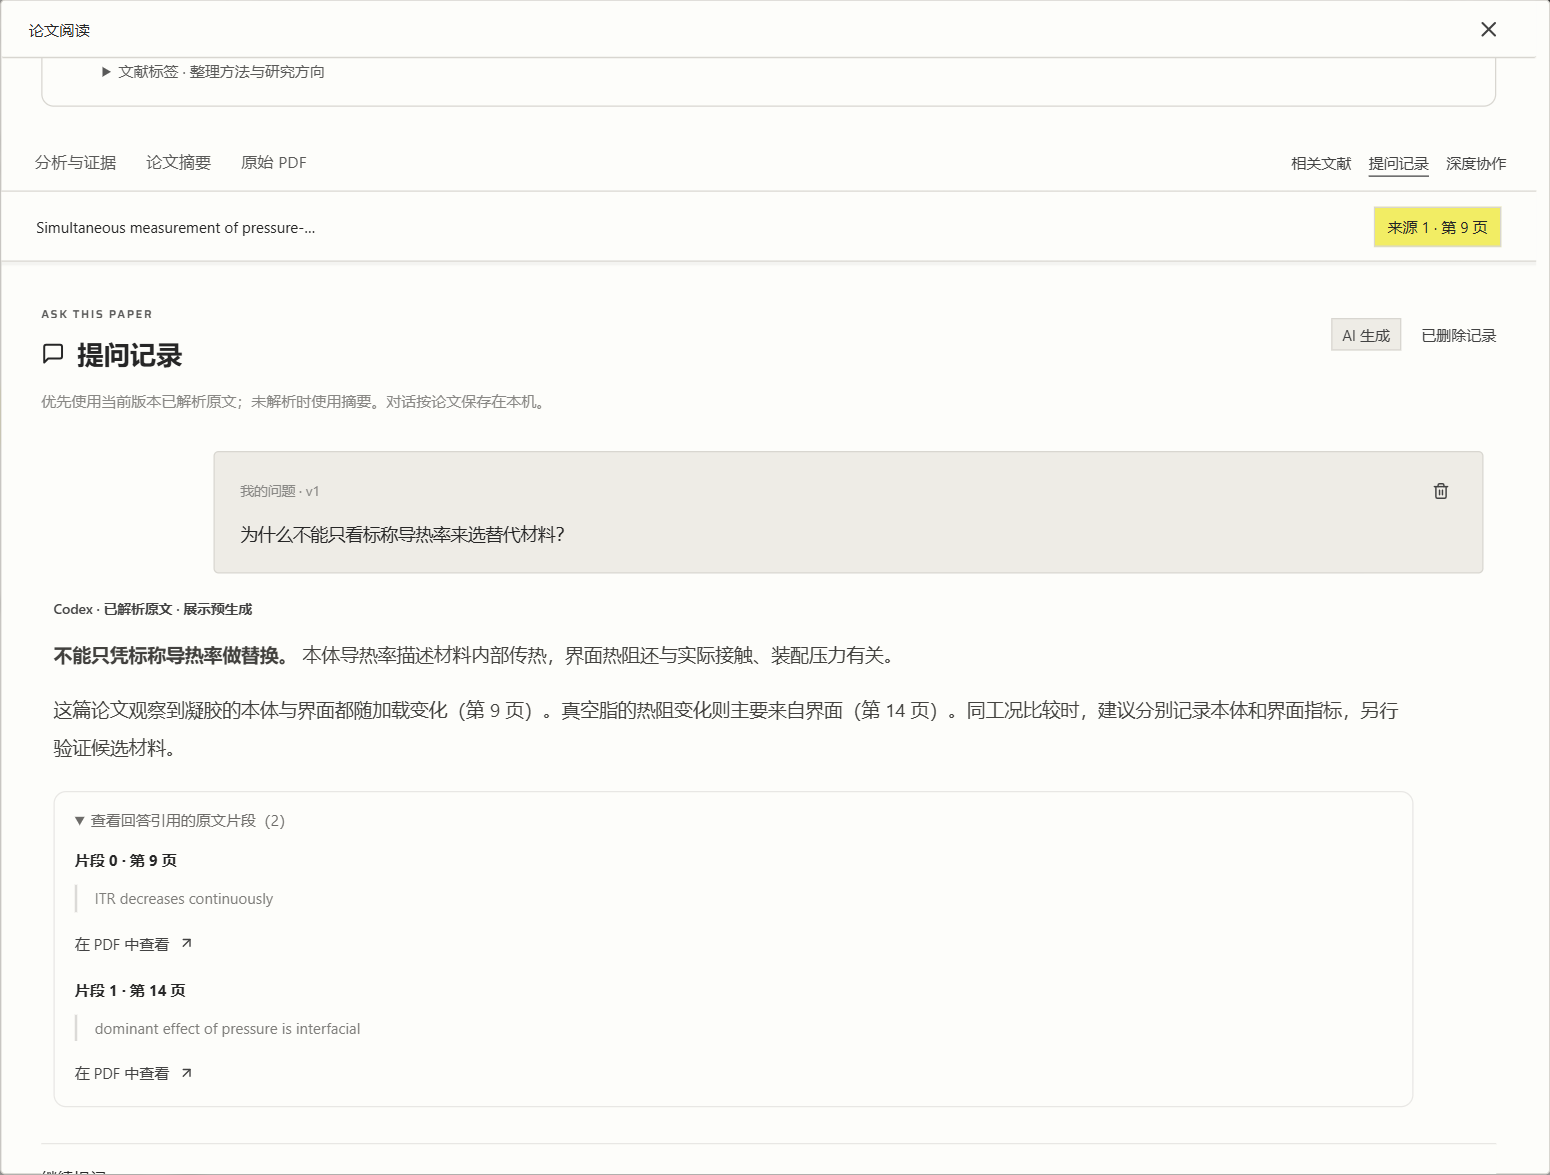 论文阅读
▶ 文献标签 · 整理方法与研究方向
分析与证据 论文摘要 原始 PDF 相关文献 提问记录 深度协作
Simultaneous measurement of pressure-... 来源 1 · 第 9 页
ASK THIS PAPER
提问记录
AI 生成 已删除记录
优先使用当前版本已解析原文；未解析时使用摘要。对话按论文保存在本机。
我的问题 · v1
为什么不能只看标称导热率来选替代材料？
Codex · 已解析原文 · 展示预生成
不能只凭标称导热率做替换。 本体导热率描述材料内部传热，界面热阻还与实际接触、装配压力有关。
这篇论文观察到凝胶的本体与界面都随加载变化（第 9 页）。真空脂的热阻变化则主要来自界面（第 14 页）。同工况比较时，建议分别记录本体和界面指标，另行
验证候选材料。
▼ 查看回答引用的原文片段（2）
片段 0 · 第 9 页
ITR decreases continuously
在 PDF 中查看
片段 1 · 第 14 页
dominant effect of pressure is interfacial
在 PDF 中查看